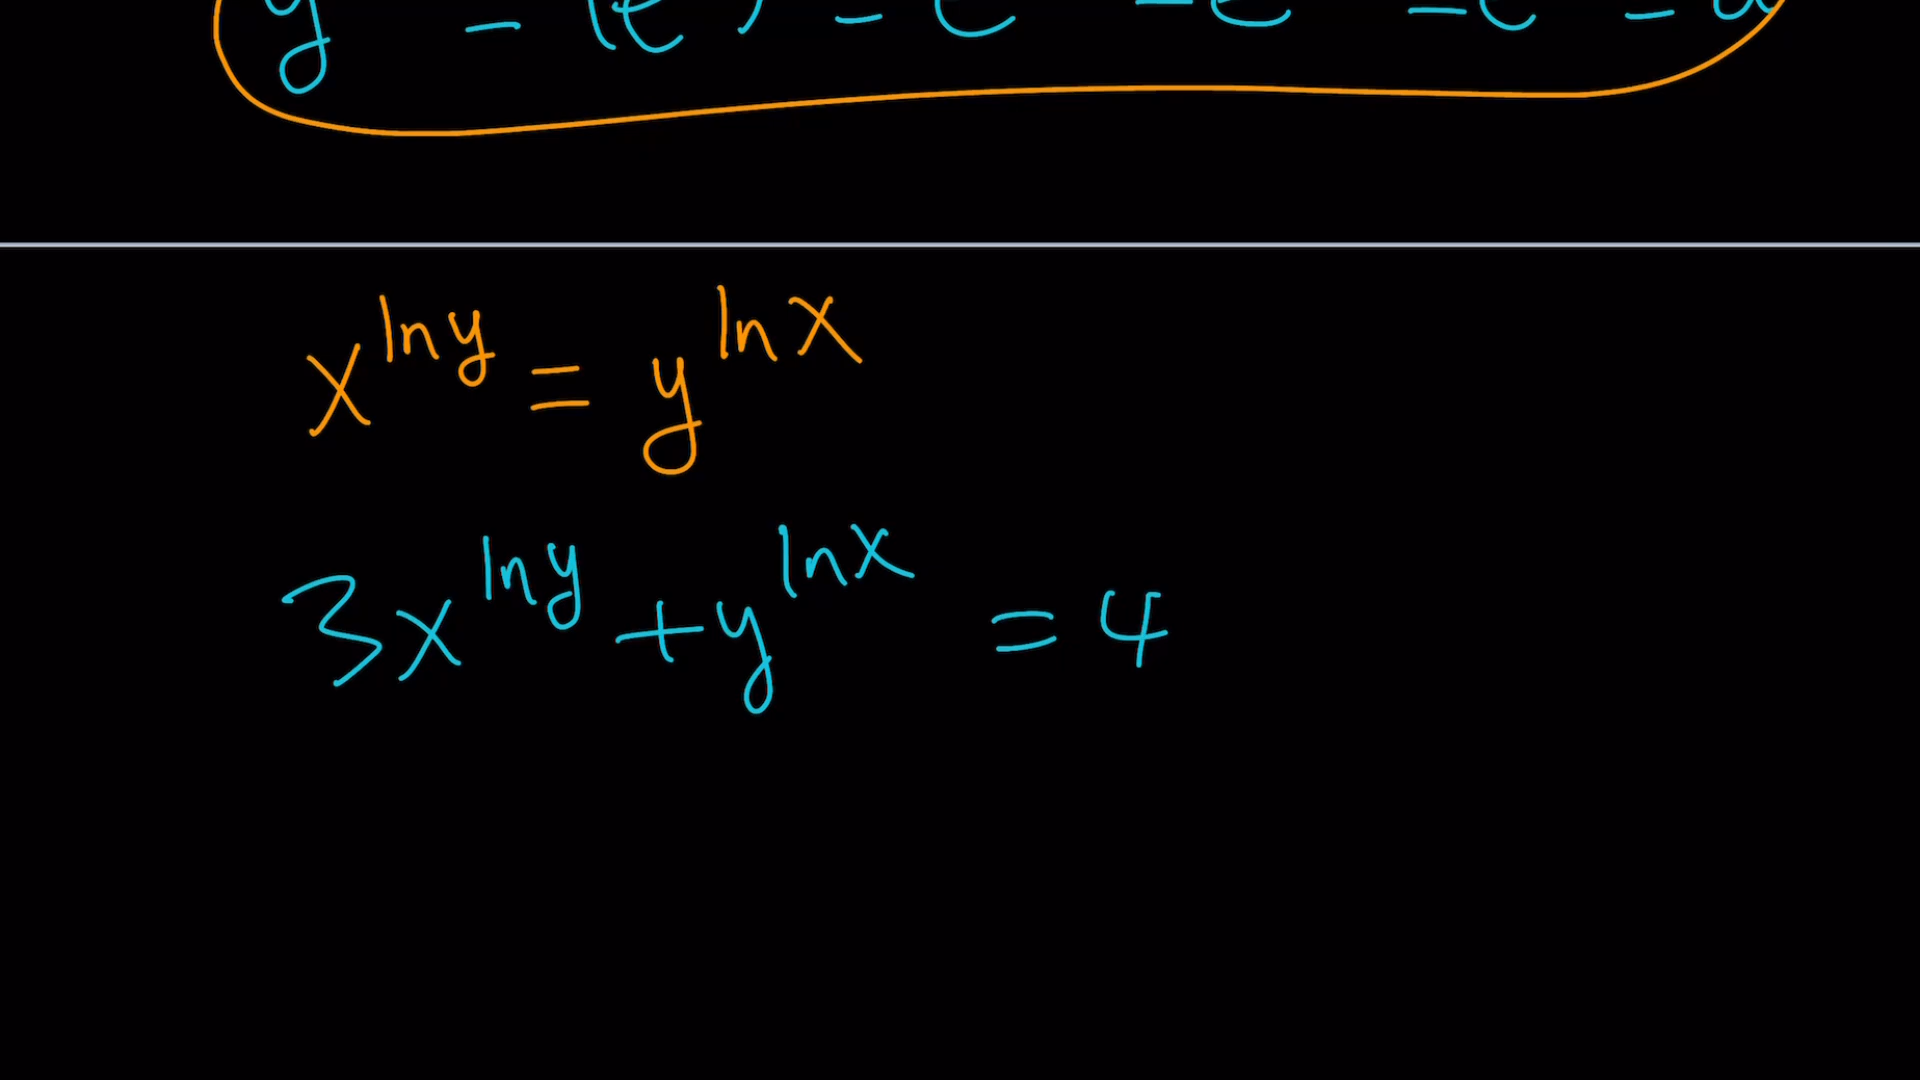 x^{ln y} = y^{ln x}
3x^{ln y} + y^{ln x} = 4